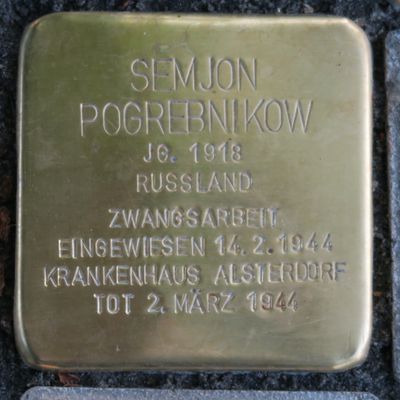 SEMJON
POGREBNIKOW
JG. 1918
RUSSLAND
ZWANGSARBEIT
EINGEWIESEN 14.2.1944
KRANKENHAUS ALSTERDORF
TOT 2. MÄRZ 1944